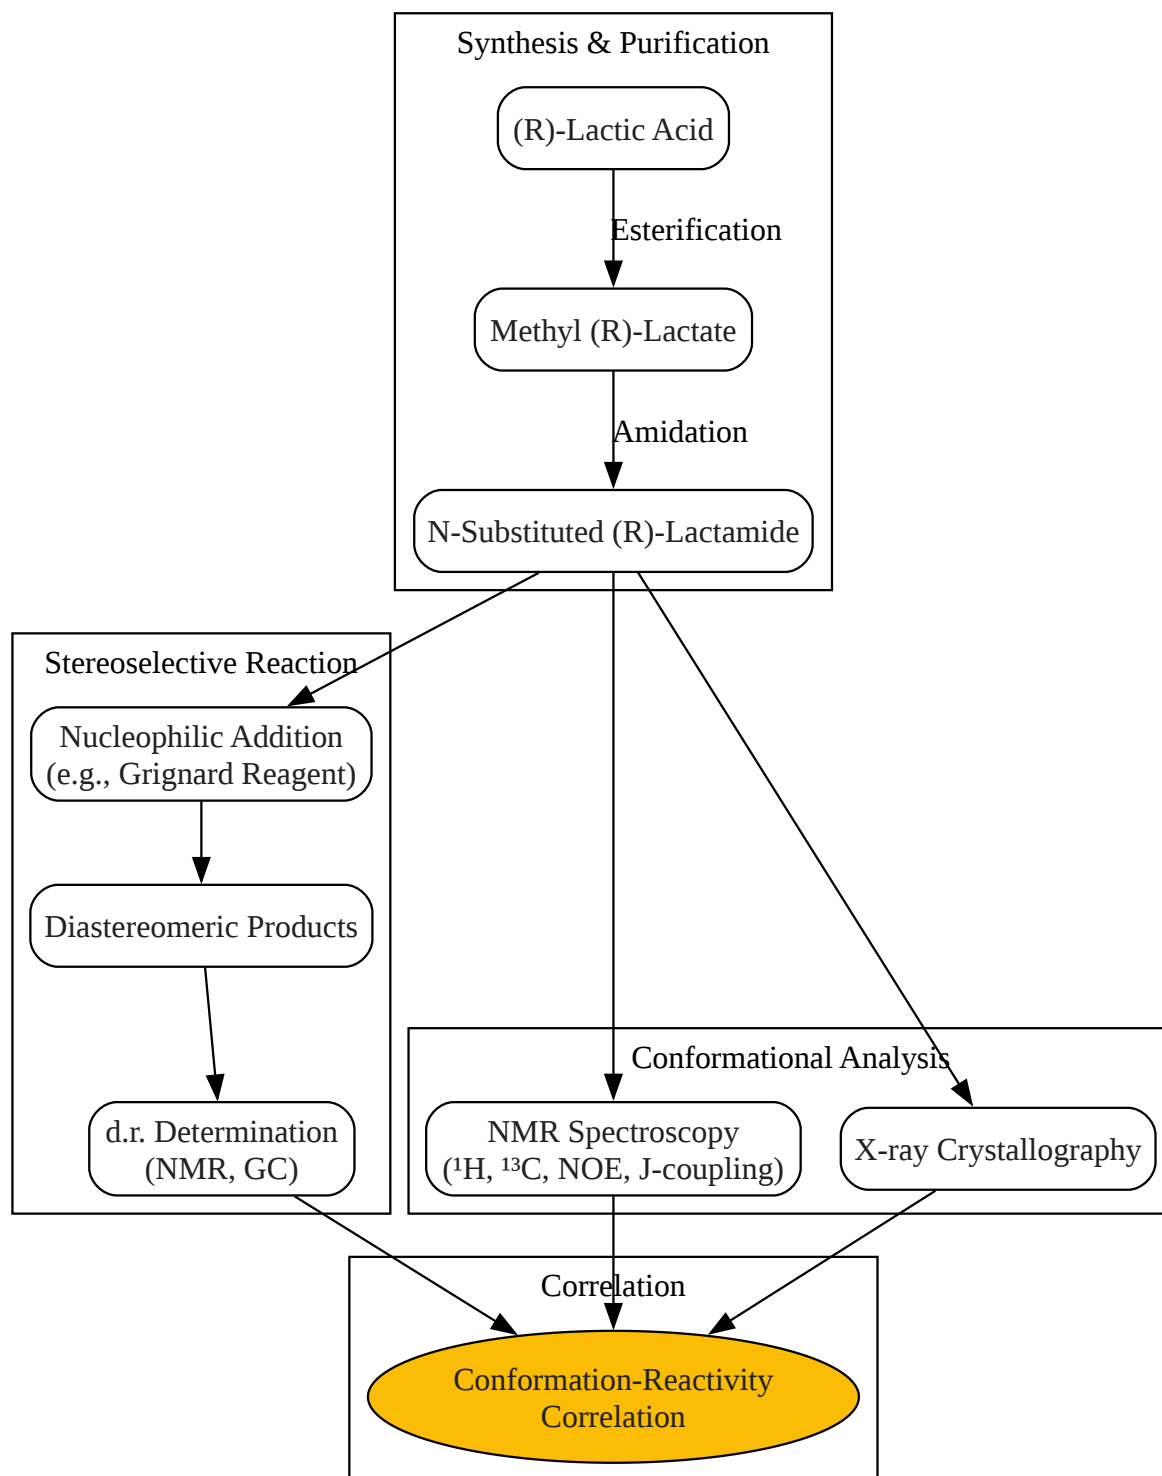 Synthesis & Purification
(R)-Lactic Acid
Esterification
Methyl (R)-Lactate
Amidation
N-Substituted (R)-Lactamide
Stereoselective Reaction
Nucleophilic Addition
(e.g., Grignard Reagent)
Diastereomeric Products
d.r. Determination
(NMR, GC)
Conformational Analysis
NMR Spectroscopy
(¹H, ¹³C, NOE, J-coupling)
X-ray Crystallography
Correlation
Conformation-Reactivity
Correlation